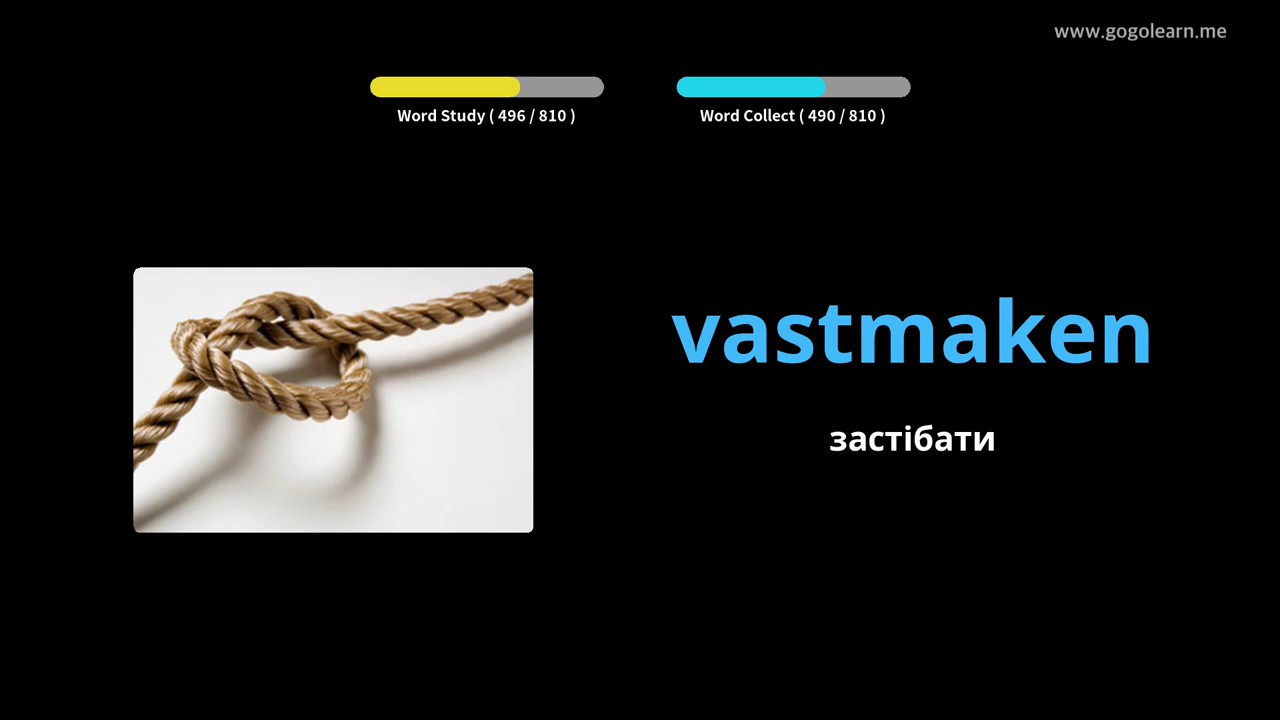 www.gogolearn.me
Word Study ( 496 / 810 )
Word Collect ( 490 / 810 )
vastmaken
застібати